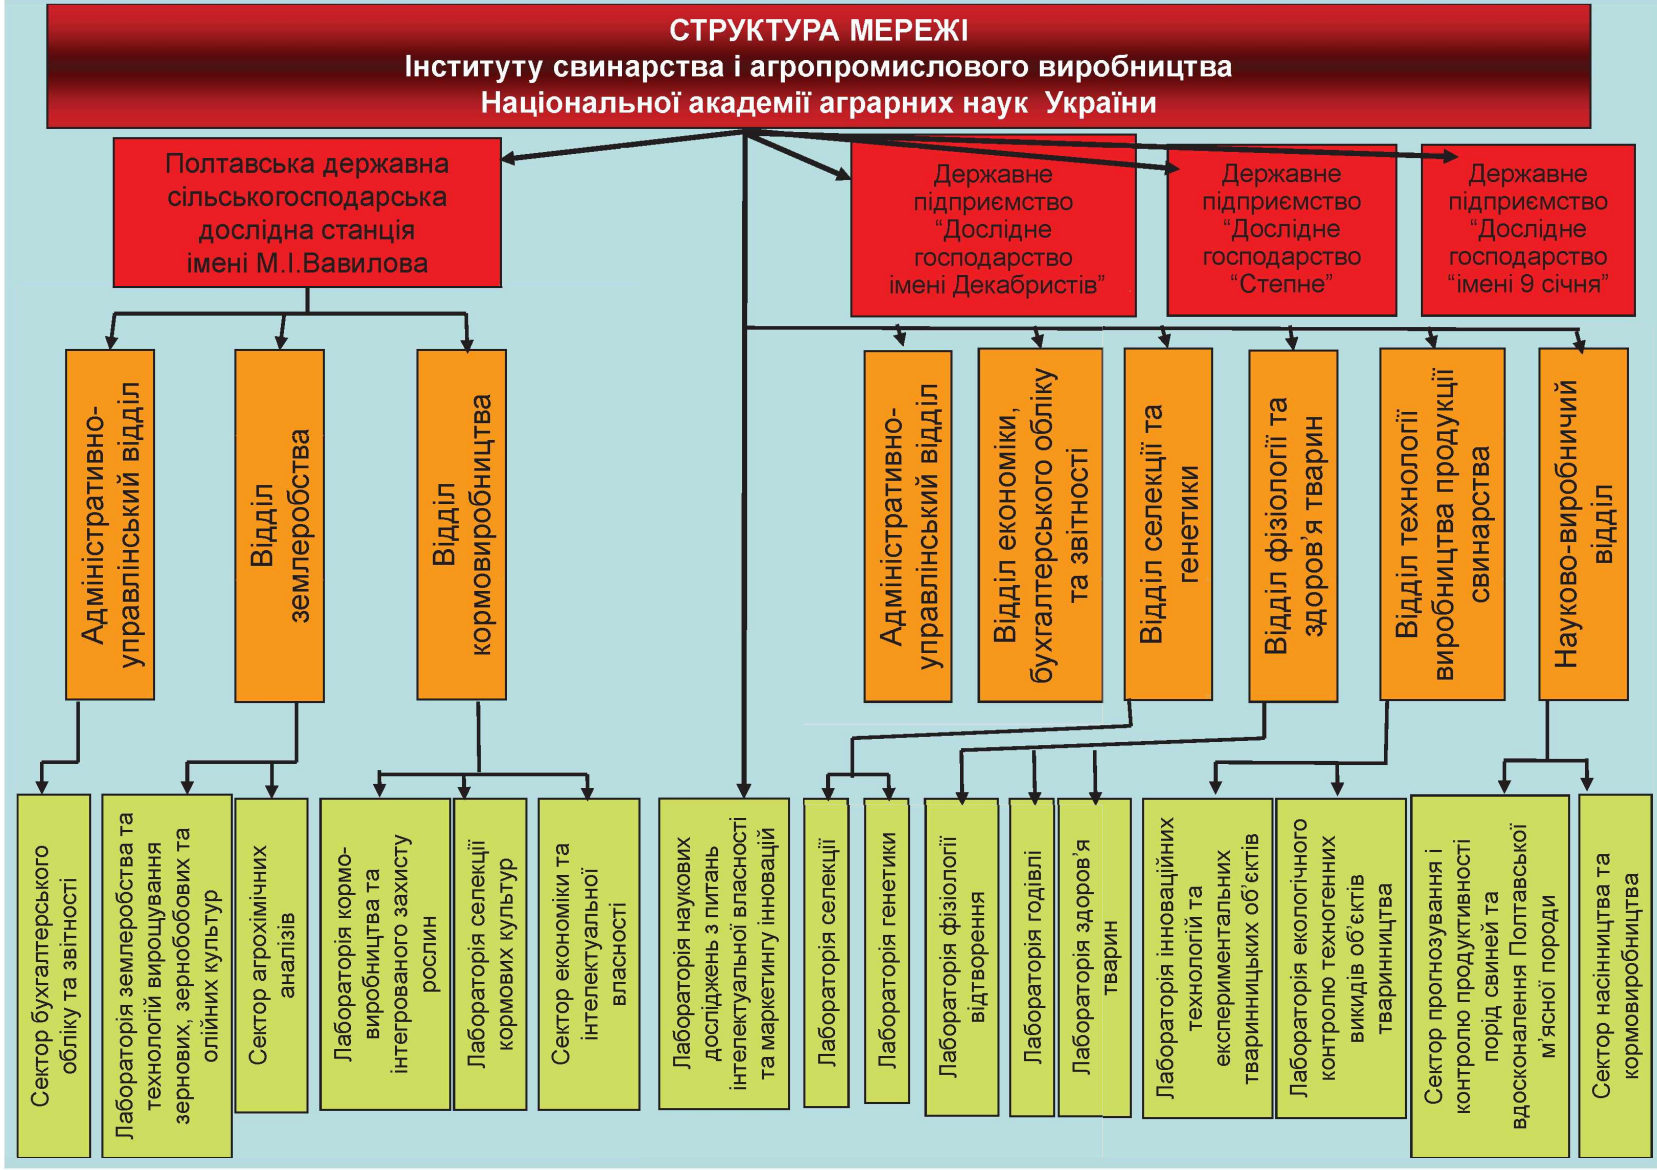 СТРУКТУРА МЕРЕЖІ
Інституту свинарства і агропромислового виробництва
Національної академії аграрних наук України
Полтавська державна
сільськогосподарська
дослідна станція
імені М.І.Вавилова
Державне
підприємство
“Дослідне
господарство
імені Декабристів”
Державне
підприємство
“Дослідне
господарство
“Степне”
Державне
підприємство
“Дослідне
господарство
“імені 9 січня”
Адміністративно-
управлінський відділ
Відділ
землеробства
Відділ
кормовиробництва
Адміністративно-
управлінський відділ
Відділ економіки,
бухгалтерського обліку
та звітності
Відділ селекції та
генетики
Відділ фізіології та
здоров’я тварин
Відділ технології
виробництва продукції
свинарства
Науково-виробничий
відділ
Сектор бухгалтерського
обліку та звітності
Лабораторія землеробства та
технологій вирощування
зернових, зернобобових та
олійних культур
Сектор агрохімічних
аналізів
Лабораторія кормо-
виробництва та
інтегрованого захисту
рослин
Лабораторія селекції
кормових культур
Сектор економіки та
інтелектуальної
власності
Лабораторія наукових
досліджень з питань
інтелектуальної власності
та маркетингу інновацій
Лабораторія селекції
Лабораторія генетики
Лабораторія фізіології
відтворення
Лабораторія годівлі
Лабораторія здоров’я
тварин
Лабораторія інноваційних
технологій та
експериментальних
тваринницьких об’єктів
Лабораторія екологічного
контролю техногенних
викидів об’єктів
тваринництва
Сектор прогнозування і
контролю продуктивності
порід свиней та
вдосконалення Полтавської
м’ясної породи
Сектор насінництва та
кормовиробництва